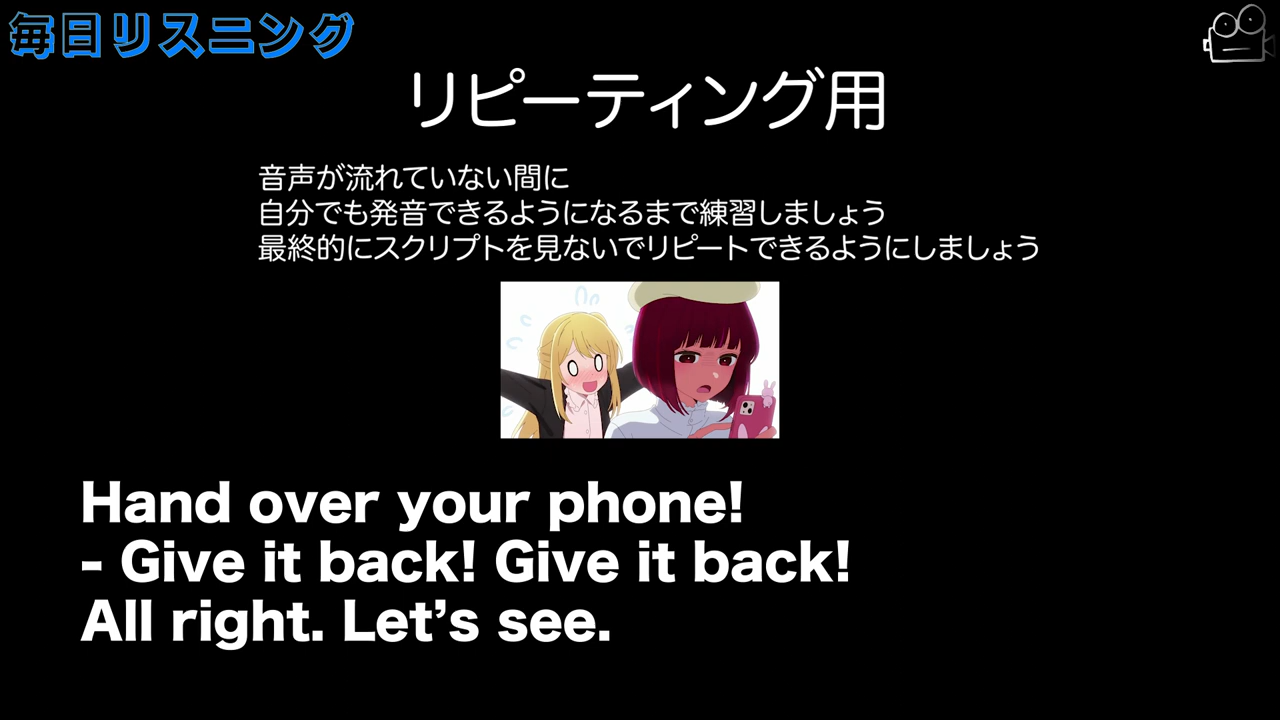 毎日リスニング
リピーティング用
音声が流れていない間に
自分でも発音できるようになるまで練習しましょう
最終的にスクリプトを見ないでリピートできるようにしましょう
Hand over your phone!
- Give it back! Give it back!
All right. Let’s see.